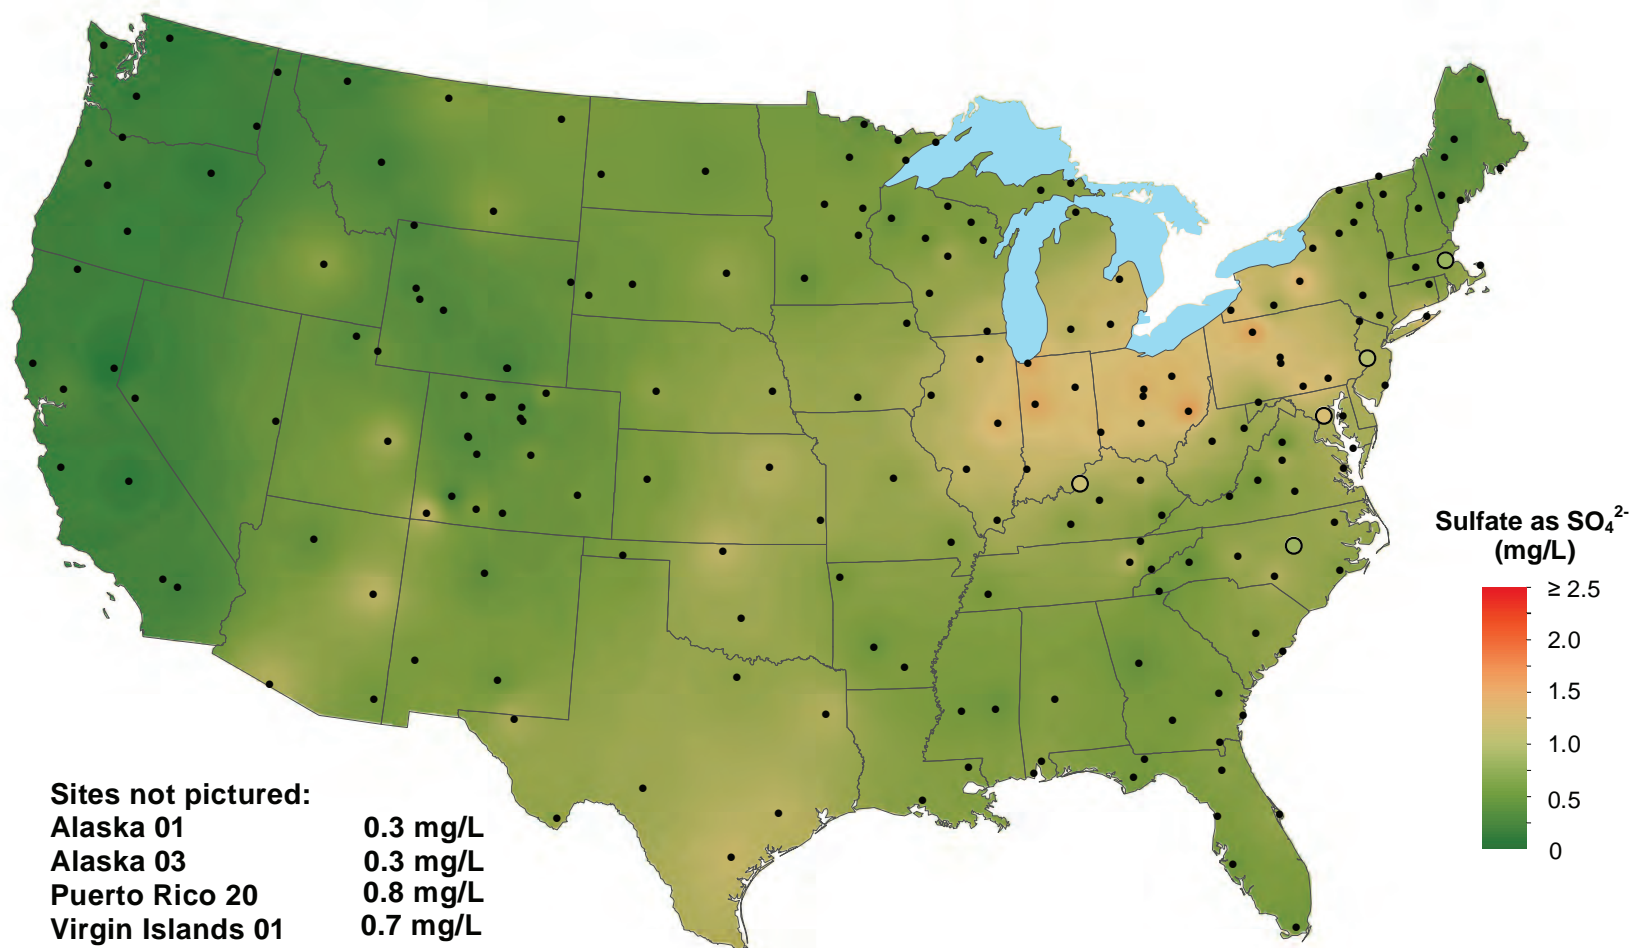 Sulfate as SO₄²⁻
(mg/L)
≥ 2.5
2.0
1.5
1.0
0.5
0
Sites not pictured:
Alaska 01 0.3 mg/L
Alaska 03 0.3 mg/L
Puerto Rico 20 0.8 mg/L
Virgin Islands 01 0.7 mg/L